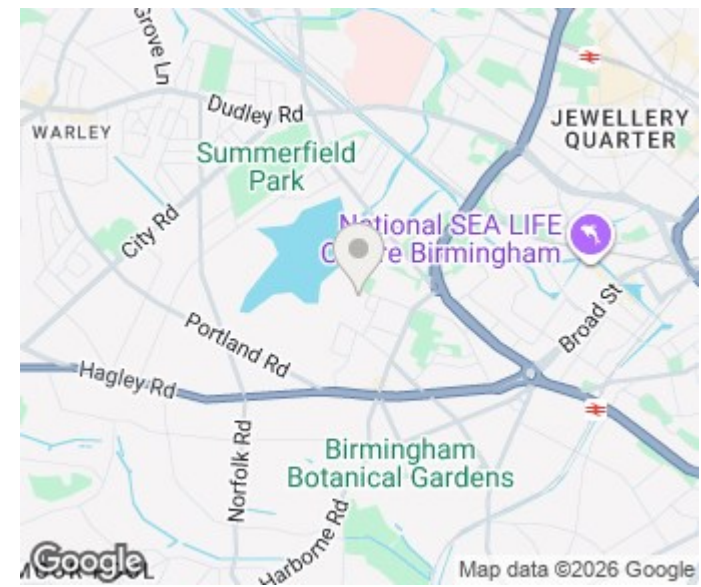 Grove Ln
Dudley Rd
JEWELLERY
QUARTER
WARLEY
Summerfield
Park
City Rd
National SEA LIFE
Centre Birmingham
Broad St
Portland Rd
Hagley Rd
Norfolk Rd
Birmingham
Botanical Gardens
Harborne Rd
Google
Map data ©2026 Google